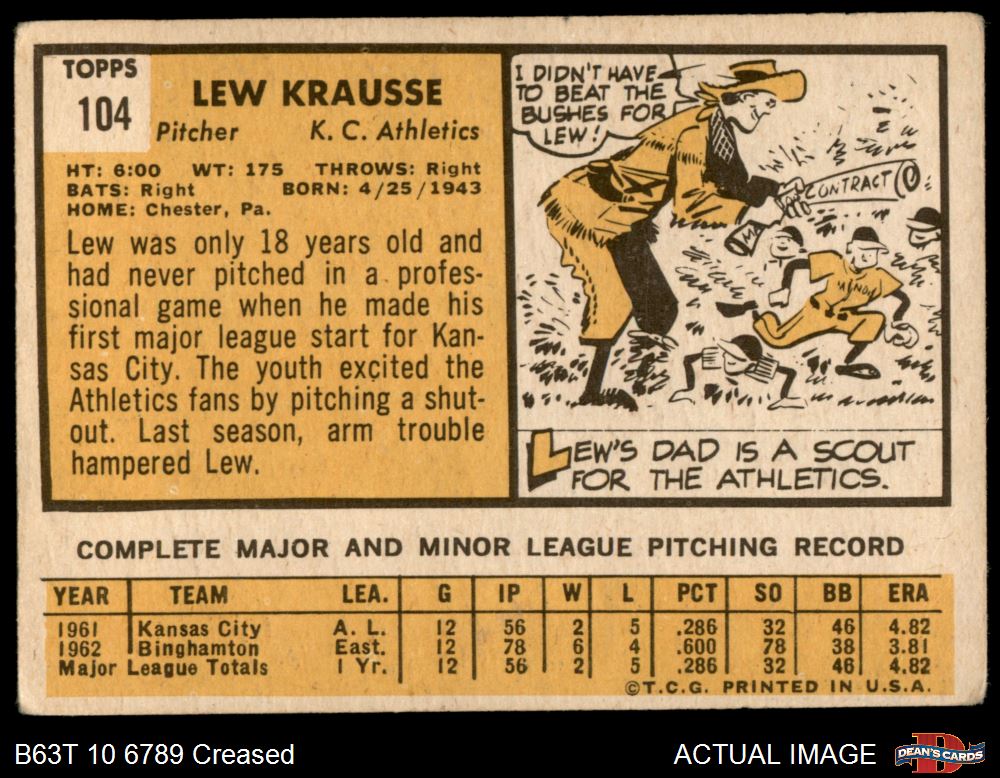 TOPPS
104
LEW KRAUSSE
Pitcher K. C. Athletics
HT: 6:00 WT: 175 THROWS: Right
BATS: Right BORN: 4/25/1943
HOME: Chester, Pa.
Lew was only 18 years old and
had never pitched in a profes-
sional game when he made his
first major league start for Kan-
sas City. The youth excited the
Athletics fans by pitching a shut-
out. Last season, arm trouble
hampered Lew.
I DIDN'T HAVE
TO BEAT THE
BUSHES FOR
LEW!
CONTRACT
LEW'S DAD IS A SCOUT
FOR THE ATHLETICS.
COMPLETE MAJOR AND MINOR LEAGUE PITCHING RECORD
YEAR TEAM LEA. G IP W L PCT SO BB ERA
1961 Kansas City A. L. 12 56 2 5 .286 32 46 4.82
1962 Binghamton East. 12 78 6 4 .600 78 38 3.81
Major League Totals 1 Yr. 12 56 2 5 .286 32 46 4.82
©T.C.G. PRINTED IN U.S.A.
B63T 10 6789 Creased
ACTUAL IMAGE
DEAN'S CARDS